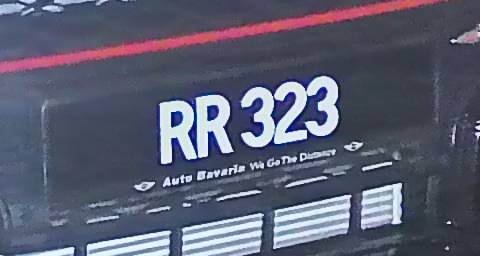 RR 323
Auto Bavaria We Go The Distance